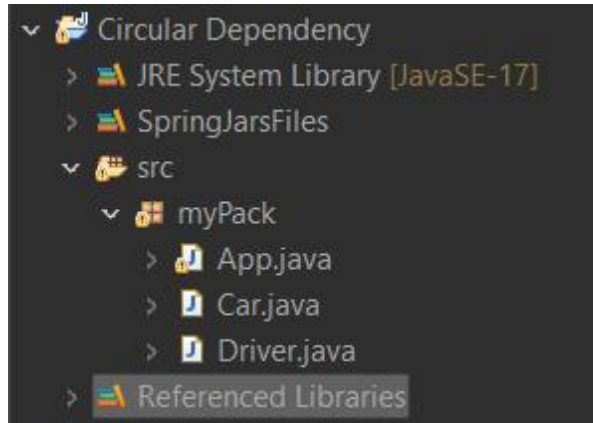 Circular Dependency
JRE System Library [JavaSE-17]
SpringJarsFiles
src
myPack
App.java
Car.java
Driver.java
Referenced Libraries